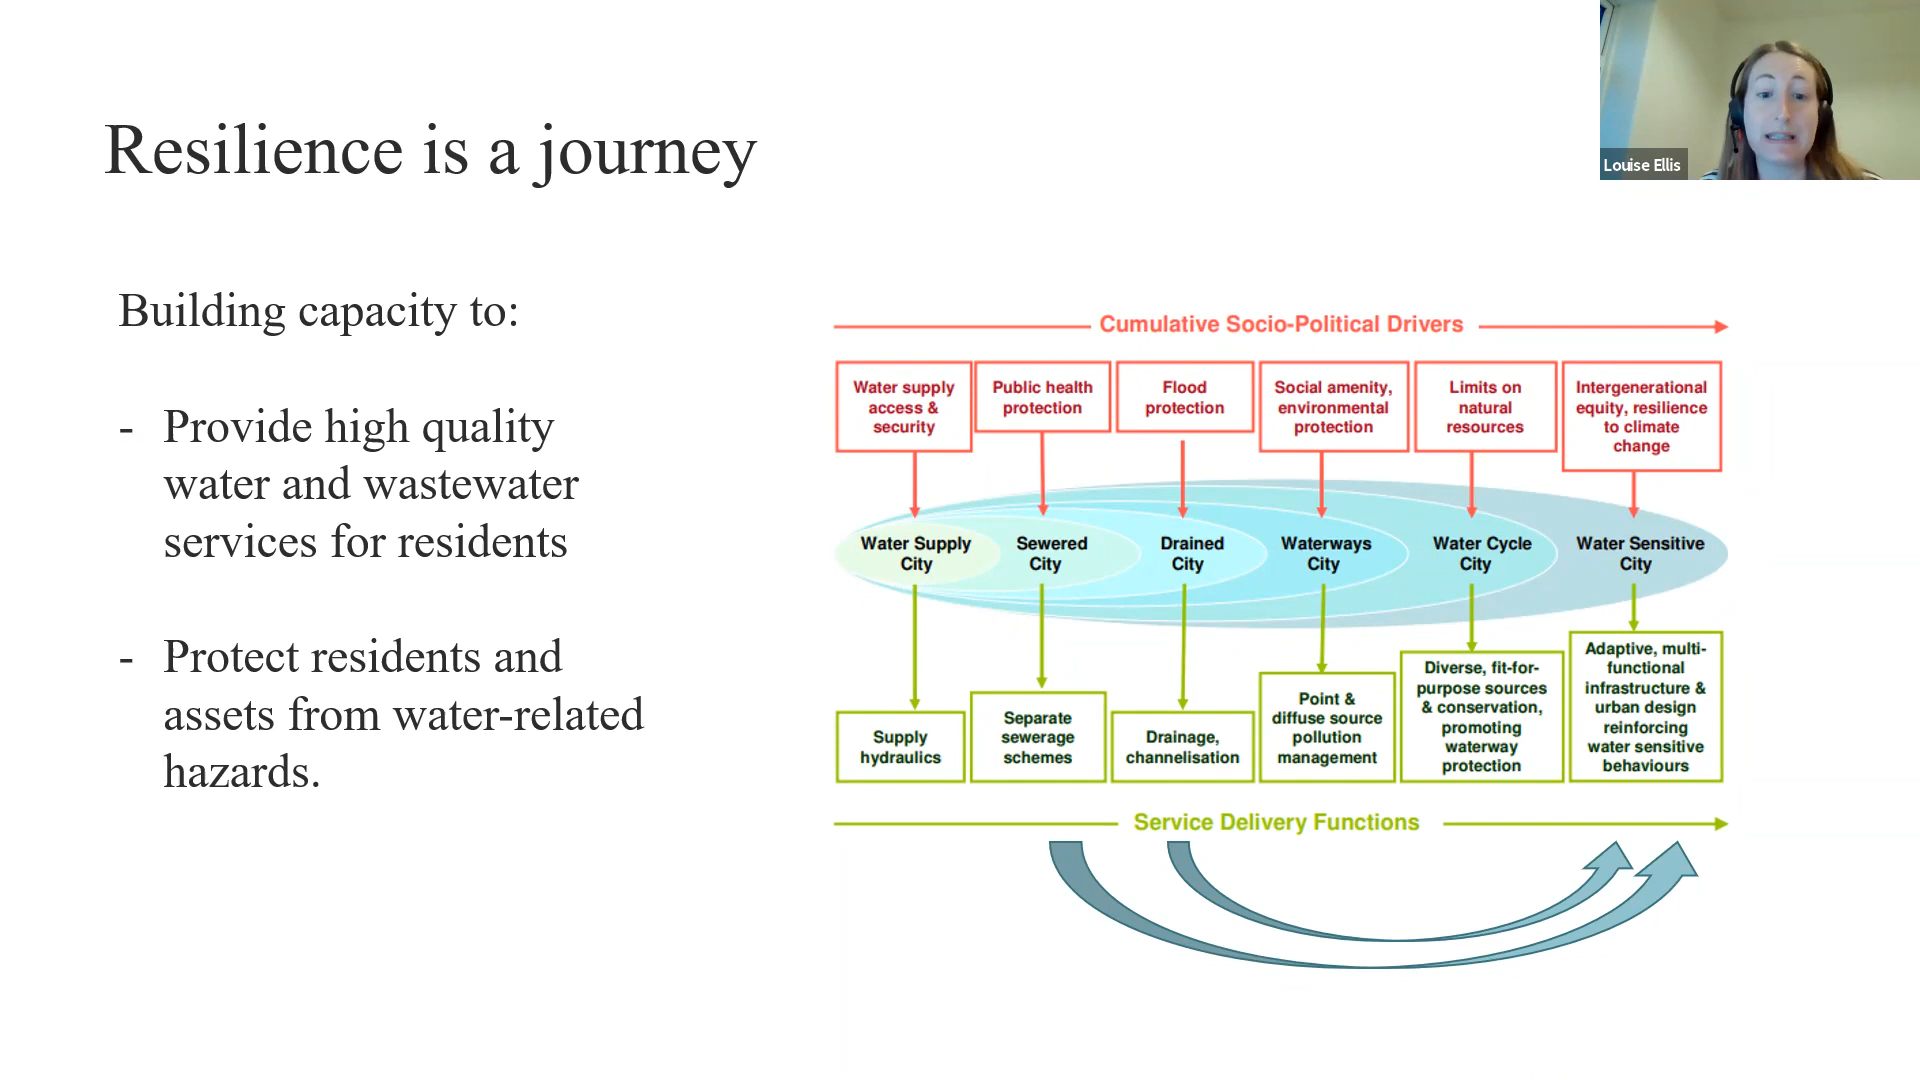 Resilience is a journey
Louise Ellis
Building capacity to:
- Provide high quality
water and wastewater
services for residents
- Protect residents and
assets from water-related
hazards.
Cumulative Socio-Political Drivers
Water supply
access &
security
Public health
protection
Flood
protection
Social amenity,
environmental
protection
Limits on
natural
resources
Intergenerational
equity, resilience
to climate
change
Water Supply
City
Sewered
City
Drained
City
Waterways
City
Water Cycle
City
Water Sensitive
City
Supply
hydraulics
Separate
sewerage
schemes
Drainage,
channelisation
Point &
diffuse source
pollution
management
Diverse, fit-for-
purpose sources
& conservation,
promoting
waterway
protection
Adaptive, multi-
functional
infrastructure &
urban design
reinforcing
water sensitive
behaviours
Service Delivery Functions